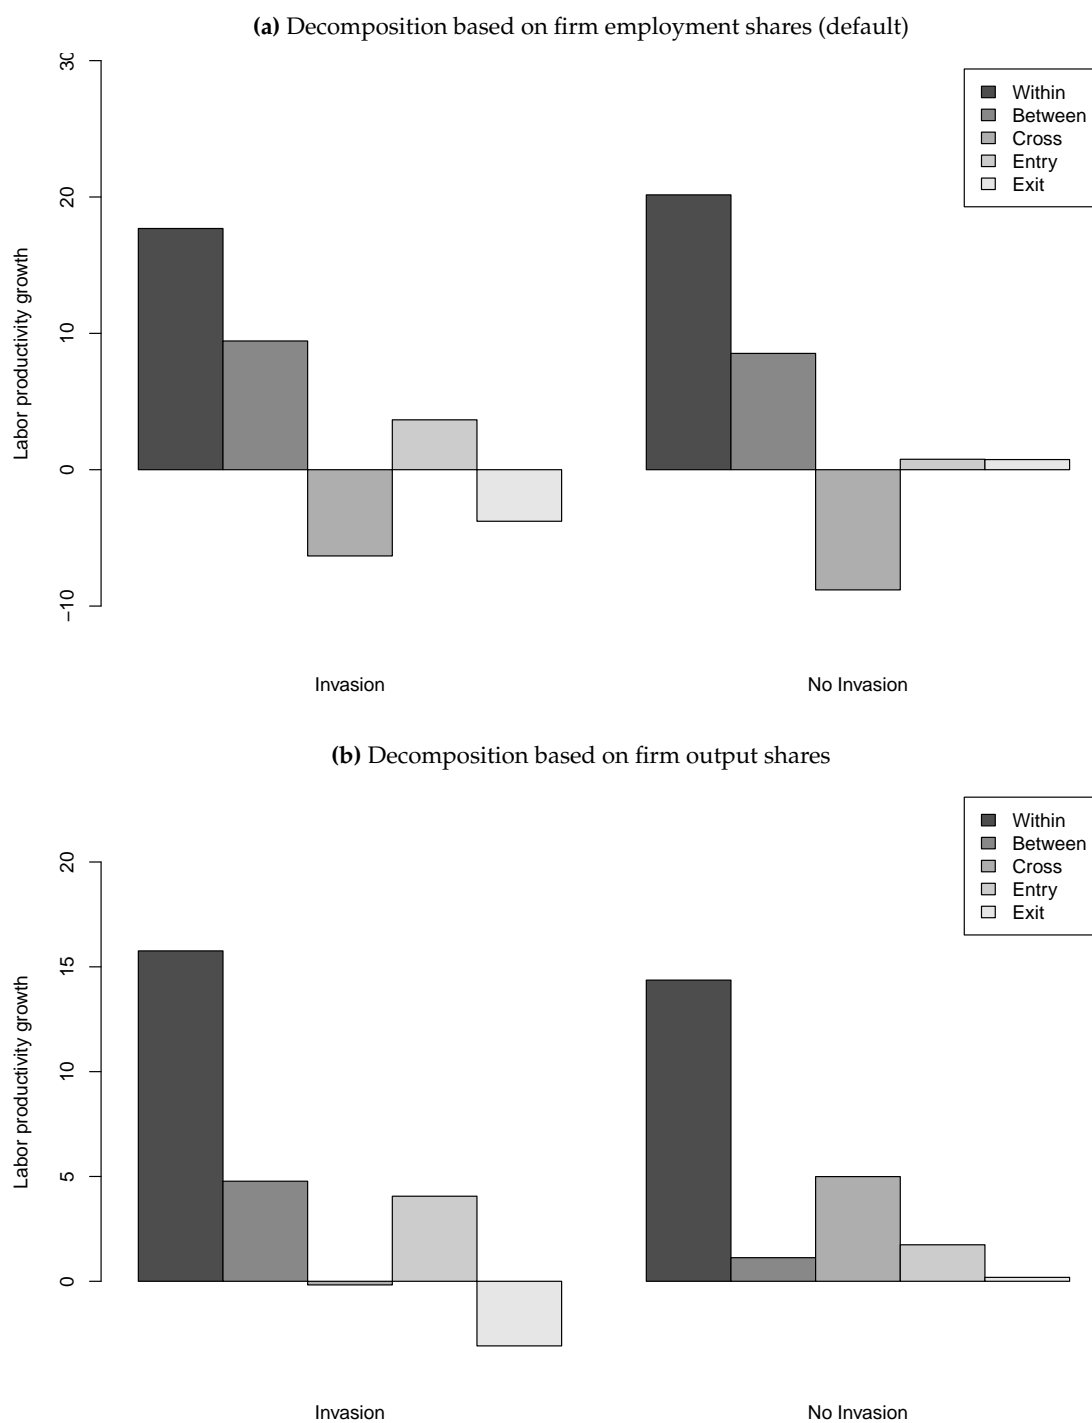 (a) Decomposition based on firm employment shares (default)
30
20
10
0
−10
Labor productivity growth
Within
Between
Cross
Entry
Exit
Invasion
No Invasion
(b) Decomposition based on firm output shares
20
15
10
5
0
Labor productivity growth
Within
Between
Cross
Entry
Exit
Invasion
No Invasion